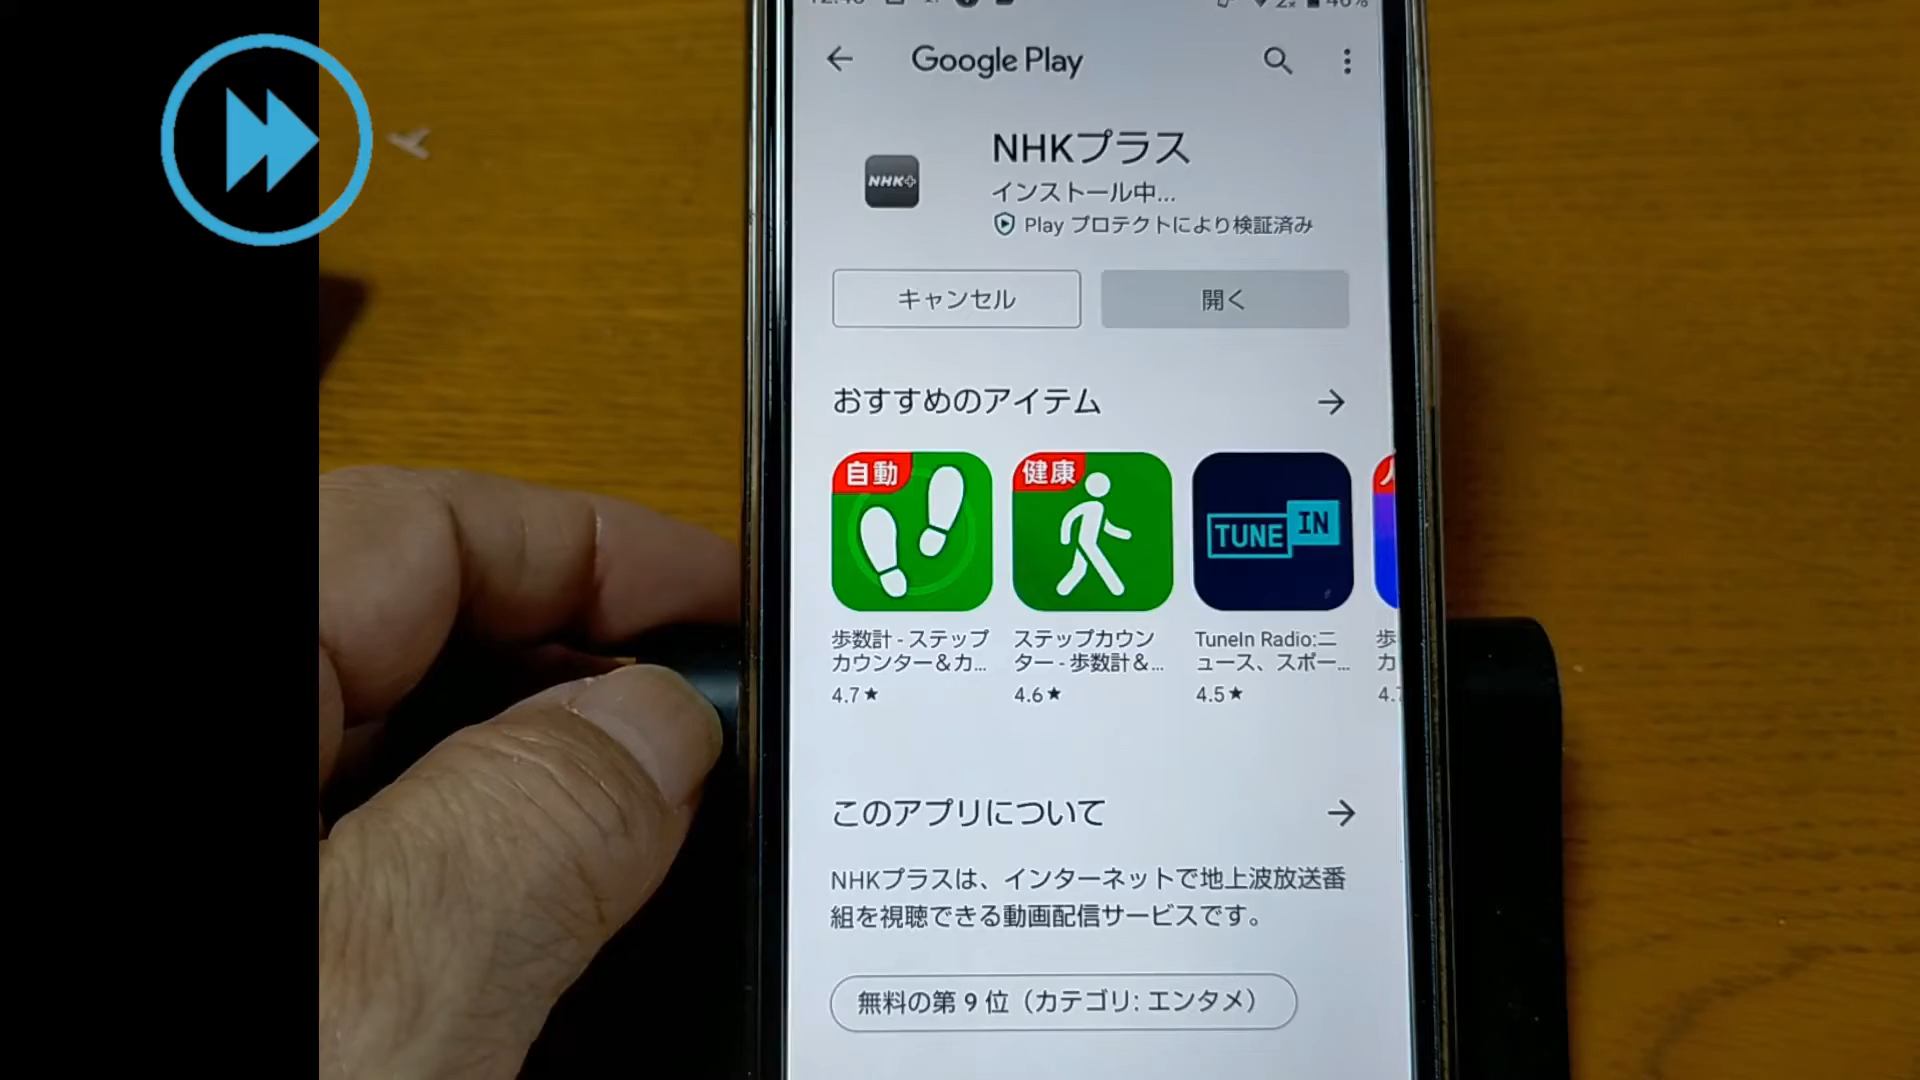 Google Play
NHKプラス
NHK+
インストール中...
Play プロテクトにより検証済み
キャンセル
開く
おすすめのアイテム
自動
健康
TUNE IN
歩数計 - ステップ
カウンター＆カ...
4.7★
ステップカウン
ター - 歩数計＆...
4.6★
TuneIn Radio:ニ
ュース、スポー...
4.5★
歩
カ
4.7
このアプリについて
NHKプラスは、インターネットで地上波放送番
組を視聴できる動画配信サービスです。
無料の第 9 位（カテゴリ: エンタメ）